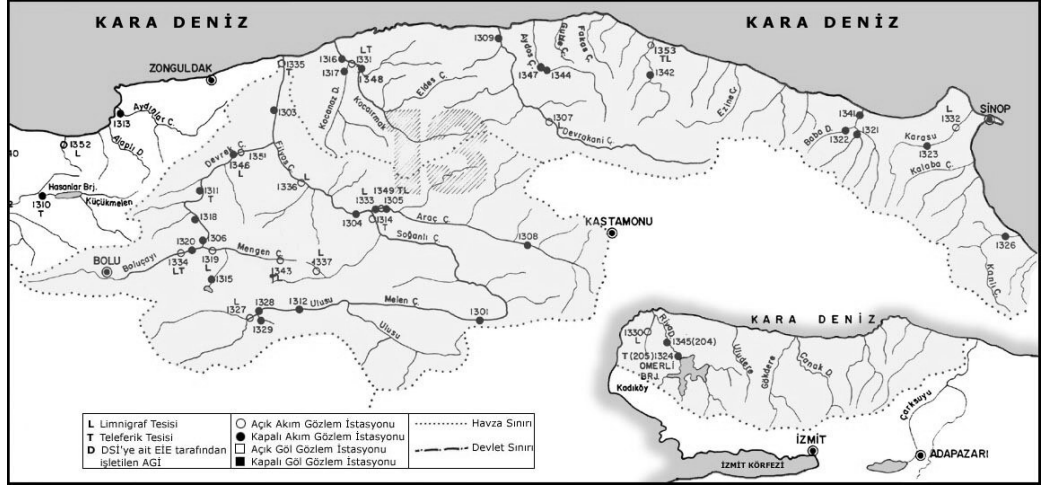 KARA DENİZ
KARA DENİZ
ZONGULDAK
1335
T
1316
LT
1331
1317
1348
1309
Aydos Ç.
Fakas Ç.
1353
TL
1347
1344
1342
Eldes Ç.
Kocanaz D.
Kocaırmak
1303
1313
Aydınlar Ç.
Alaplı D.
1352
L
1307
Devrekani Ç.
Ezine Ç.
1341
1322
1321
Baba D.
L
1332
SİNOP
Karasu
1323
Kalaba Ç.
1326
Kanlı Ç.
13
Devrek Ç.
1351
1346
L
Filyos Ç.
L
1336
Hasanlar Brj.
Küçükmelen
1310
T
40
1311
T
1318
L
1333
1349 TL
1305
1304
1314
T
Araç Ç.
Soğanlı Ç.
KASTAMONU
1308
1320
1306
BOLU
Boluçayı
1334
LT
1319
Mengen Ç.
L
1315
1343
L
1337
L
1327
1328
1329
1312
Ulusu
Melen Ç.
1301
Ulusu
KARA DENİZ
1330
L
Riva D.
1345(204)
T (205)1324
ÖMERLİ
BRJ.
Kadıköy
Uludere
Gökdere
Çanak D.
Çarksuyu
İZMİT
ADAPAZARI
İZMİT KÖRFEZİ
L Limnigraf Tesisi
T Teleferik Tesisi
D DSİ'ye ait EİE tarafından
işletilen AGİ
Açık Akım Gözlem İstasyonu
Kapalı Akım Gözlem İstasyonu
Açık Göl Gözlem İstasyonu
Kapalı Göl Gözlem İstasyonu
Havza Sınırı
Devlet Sınırı